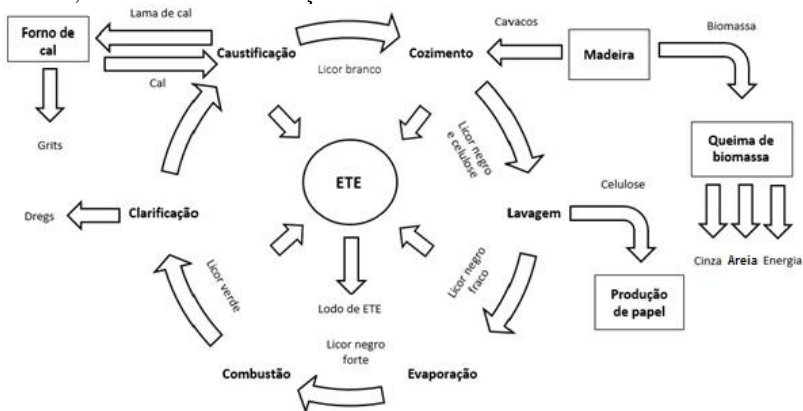 Lama de cal
Forno de
cal
Cal
Grits
Caustificação
Licor branco
Cozimento
Cavacos
Madeira
Biomassa
Queima de
biomassa
Cinza
Areia
Energia
Licor negro
e celulose
ETE
Lavagem
Celulose
Produção
de papel
Dregs
Clarificação
Licor verde
Lodo de ETE
Licor negro
fraco
Licor negro
forte
Combustão
Evaporação